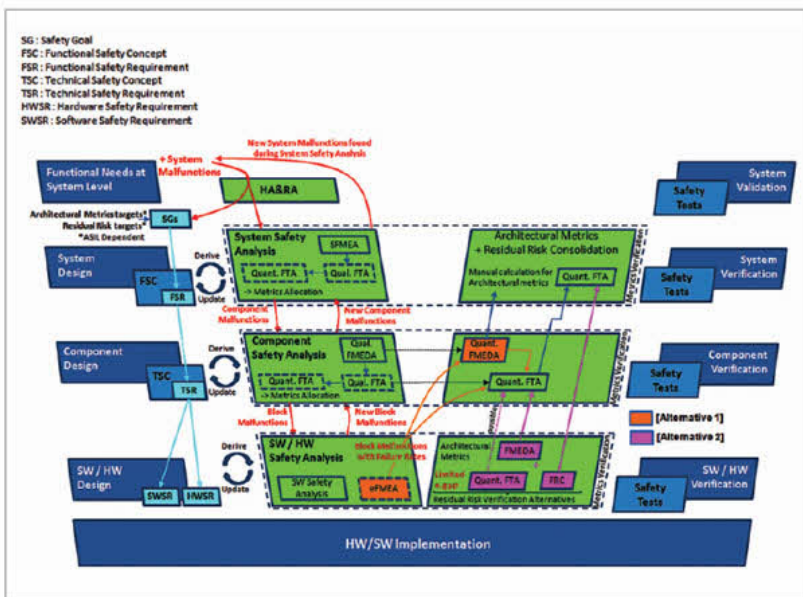 SG : Safety Goal
FSC : Functional Safety Concept
FSR : Functional Safety Requirement
TSC : Technical Safety Concept
TSR : Technical Safety Requirement
HWSR : Hardware Safety Requirement
SWSR : Software Safety Requirement
New System Malfunctions found
during System Safety Analysis
+ System
Malfunctions
Functional Needs at
System Level
HA&RA
System
Validation
Safety
Tests
Architectural Metrics targets*
Residual Risk targets*
*ASIL Dependent
SGs
System
Design
FSC
FSR
Derive
Update
System Safety
Analysis
SFMEA
Quant. FTA
Qual. FTA
-> Metrics Allocation
Architectural Metrics
+ Residual Risk Consolidation
Manual calculation for
Architectural metrics
Quant. FTA
Metrics Verification
System
Verification
Safety
Tests
Component
Malfunctions
New Component
Malfunctions
Component
Design
TSC
TSR
Derive
Update
Component
Safety Analysis
Qual.
FMEDA
Quant. FTA
Qual. FTA
-> Metrics Allocation
Quant.
FMEDA
Quant. FTA
Metrics Verification
Component
Verification
Safety
Tests
Block
Malfunctions
New Block
Malfunctions
[Alternative 1]
[Alternative 2]
SW / HW
Design
SWSR
HWSR
Derive
Update
SW / HW
Safety Analysis
Block Malfunctions
with Failure Rates
SW Safety
Analysis
eFMEA
Architectural
Metrics
FMEDA
Limited
Quant. FTA
FRC
Residual Risk Verification Alternatives
Metrics Verification
SW / HW
Verification
Safety
Tests
HW/SW Implementation